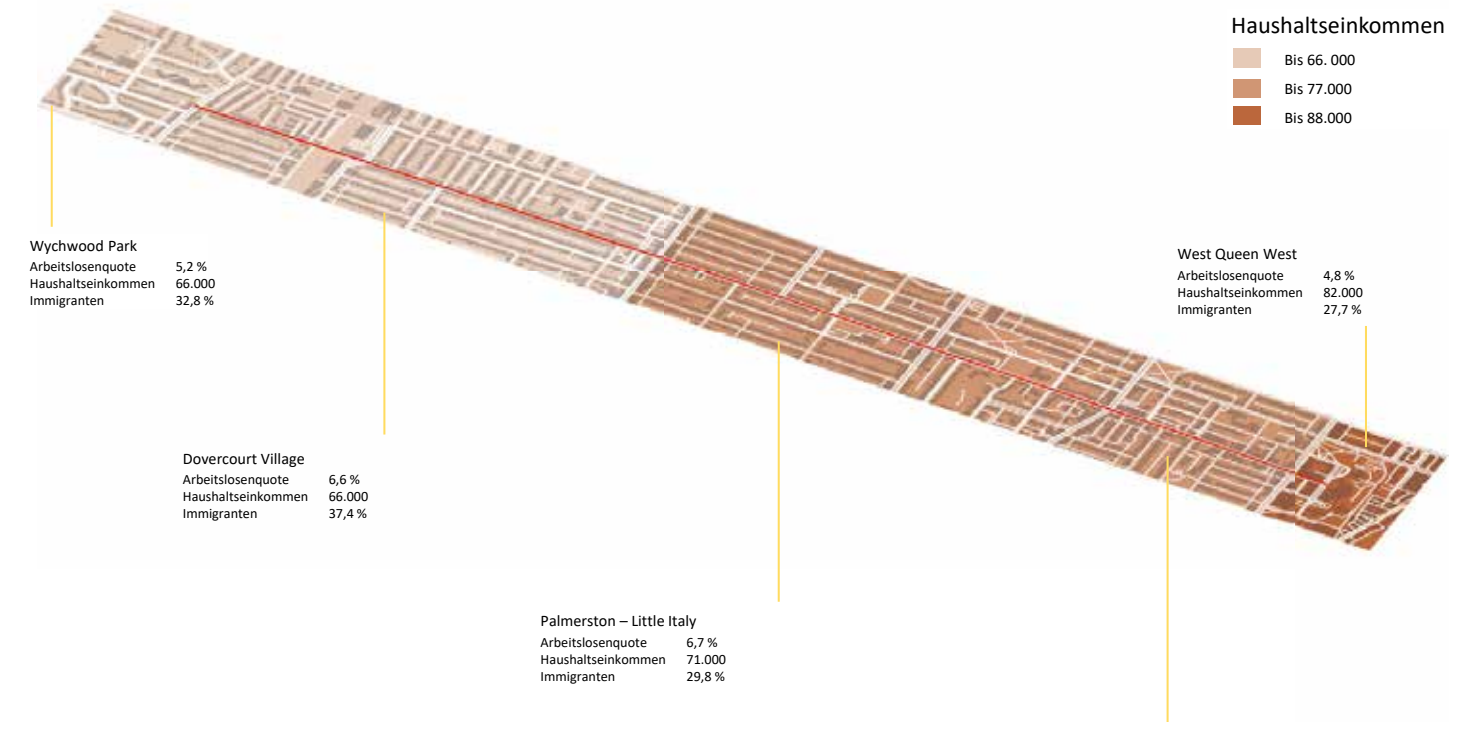 Haushaltseinkommen
Bis 66. 000
Bis 77.000
Bis 88.000
Wychwood Park
Arbeitslosenquote 5,2 %
Haushaltseinkommen 66.000
Immigranten 32,8 %
West Queen West
Arbeitslosenquote 4,8 %
Haushaltseinkommen 82.000
Immigranten 27,7 %
Dovercourt Village
Arbeitslosenquote 6,6 %
Haushaltseinkommen 66.000
Immigranten 37,4 %
Palmerston – Little Italy
Arbeitslosenquote 6,7 %
Haushaltseinkommen 71.000
Immigranten 29,8 %